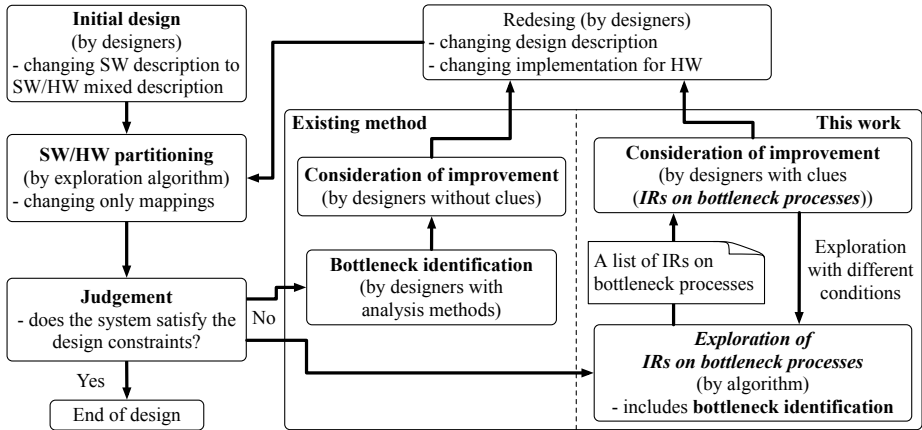 Initial design
(by designers)
- changing SW description to
SW/HW mixed description
Redesing (by designers)
- changing design description
- changing implementation for HW
SW/HW partitioning
(by exploration algorithm)
- changing only mappings
Judgement
- does the system satisfy the
design constraints?
Yes
No
End of design
Existing method
Consideration of improvement
(by designers without clues)
Bottleneck identification
(by designers with
analysis methods)
This work
Consideration of improvement
(by designers with clues
(IRs on bottleneck processes))
A list of IRs on
bottleneck processes
Exploration
with different
conditions
Exploration of
IRs on bottleneck processes
(by algorithm)
- includes bottleneck identification